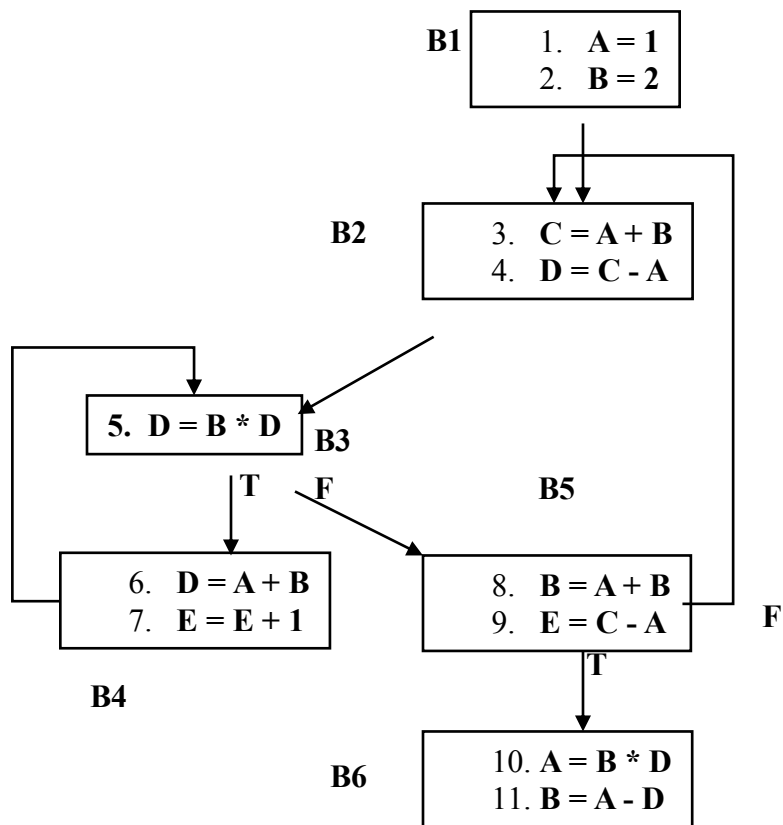 B1
1. A = 1
2. B = 2
B2
3. C = A + B
4. D = C - A
5. D = B * D
B3
T
F
B5
6. D = A + B
7. E = E + 1
8. B = A + B
9. E = C - A
F
T
B4
B6
10. A = B * D
11. B = A - D